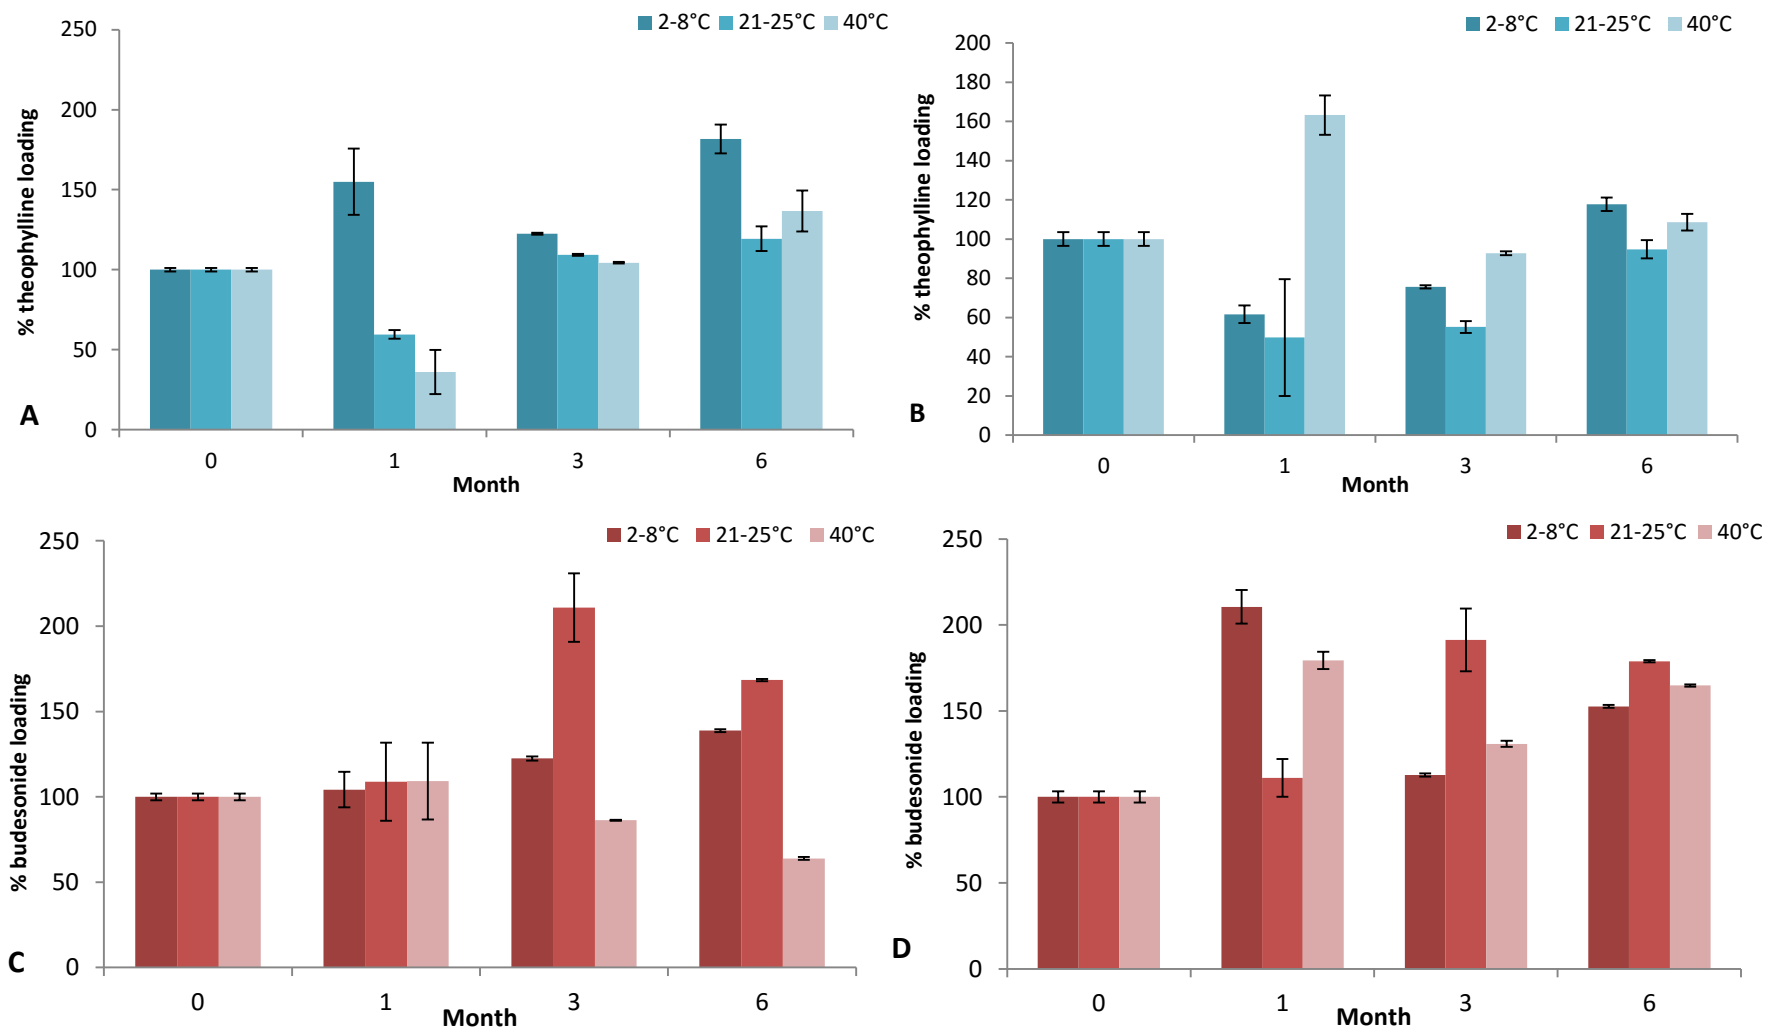 2-8°C 21-25°C 40°C
250
200
150
100
50
0
% theophylline loading
0 1 3 6
Month
A
2-8°C 21-25°C 40°C
200
180
160
140
120
100
80
60
40
20
0
% theophylline loading
0 1 3 6
Month
B
2-8°C 21-25°C 40°C
250
200
150
100
50
0
% budesonide loading
0 1 3 6
Month
C
2-8°C 21-25°C 40°C
250
200
150
100
50
0
% budesonide loading
0 1 3 6
Month
D